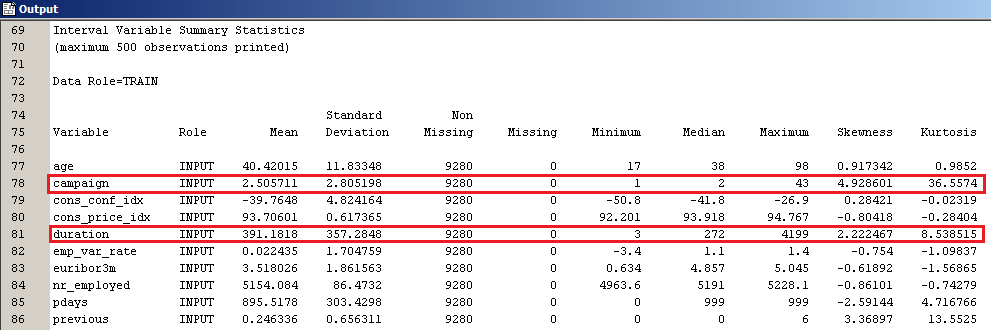 Output
69 Interval Variable Summary Statistics
70 (maximum 500 observations printed)
71
72 Data Role=TRAIN
73
74 Standard Non
75 Variable Role Mean Deviation Missing Missing Minimum Median Maximum Skewness Kurtosis
76
77 age INPUT 40.42015 11.83348 9280 0 17 38 98 0.917342 0.9852
78 campaign INPUT 2.505711 2.805198 9280 0 1 2 43 4.928601 36.5574
79 cons_conf_idx INPUT -39.7648 4.824164 9280 0 -50.8 -41.8 -26.9 0.28421 -0.02319
80 cons_price_idx INPUT 93.70601 0.617365 9280 0 92.201 93.918 94.767 -0.80418 -0.28404
81 duration INPUT 391.1818 357.2848 9280 0 3 272 4199 2.222467 8.538515
82 emp_var_rate INPUT 0.022435 1.704759 9280 0 -3.4 1.1 1.4 -0.754 -1.09837
83 euribor3m INPUT 3.518026 1.861563 9280 0 0.634 4.857 5.045 -0.61892 -1.56865
84 nr_employed INPUT 5154.084 86.4732 9280 0 4963.6 5191 5228.1 -0.86101 -0.74279
85 pdays INPUT 895.5178 303.4298 9280 0 0 999 999 -2.59144 4.716766
86 previous INPUT 0.246336 0.656311 9280 0 0 0 6 3.36897 13.5525